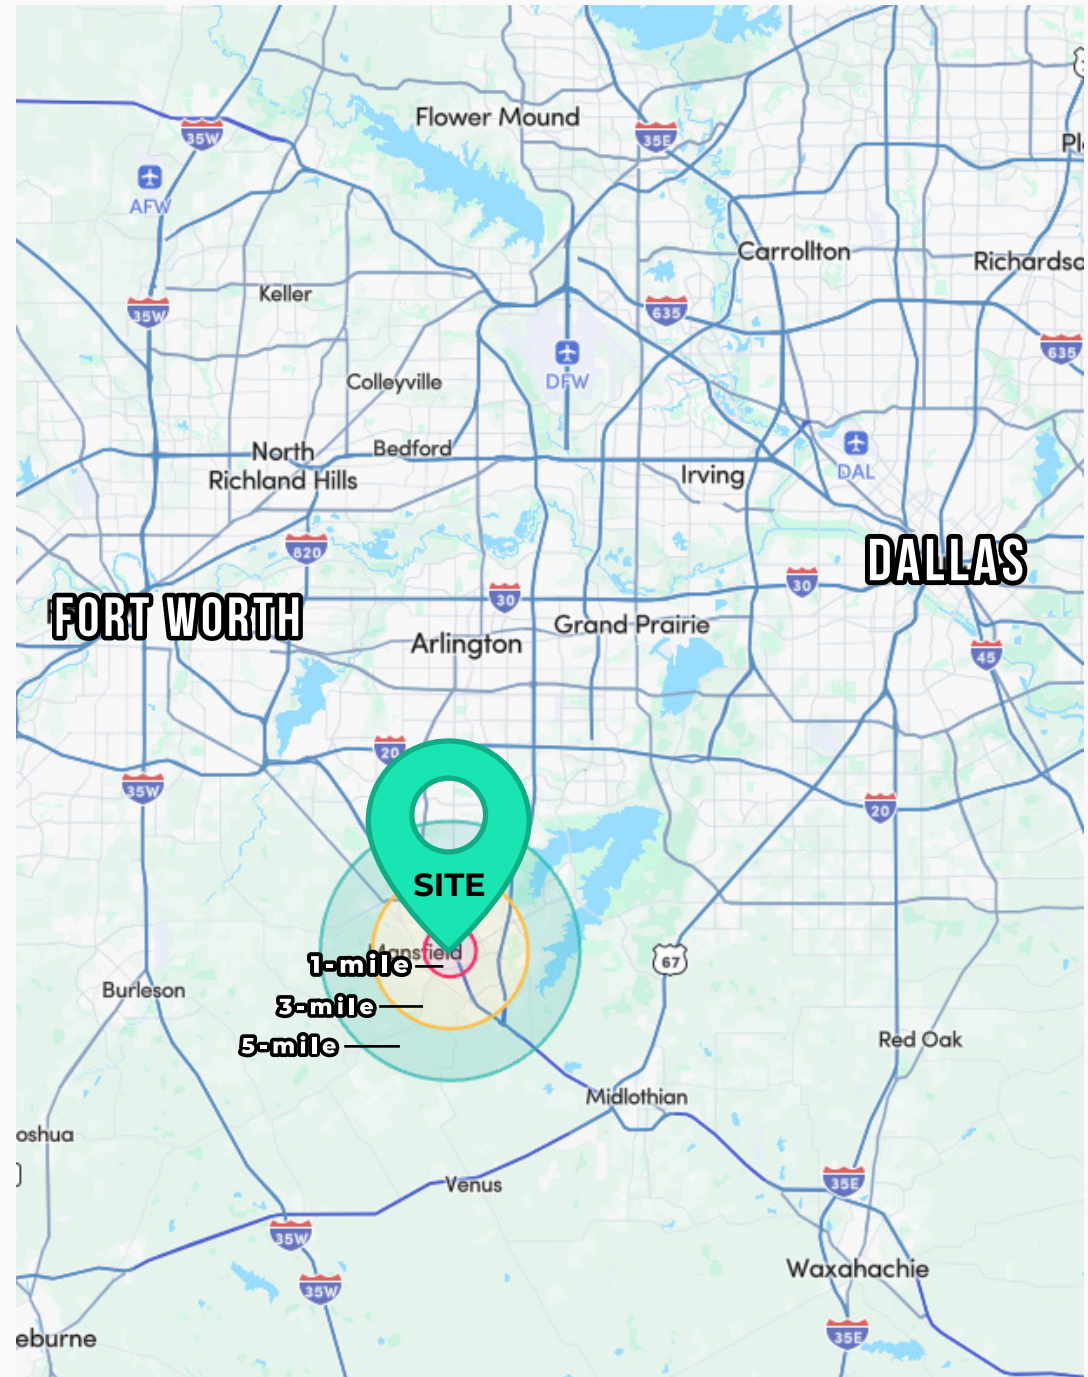 Flower Mound
35W
35E
Pl
AFW
Carrollton
Richardso
Keller
35W
635
635
Colleyville
DFW
North
Richland Hills
Bedford
Irving
DAL
820
DALLAS
30
30
FORT WORTH
Arlington
Grand Prairie
45
20
35W
20
SITE
Mansfield
1-mile
67
3-mile
Burleson
5-mile
Red Oak
Midlothian
oshua
Venus
35E
35W
Waxahachie
35W
35E
eburne